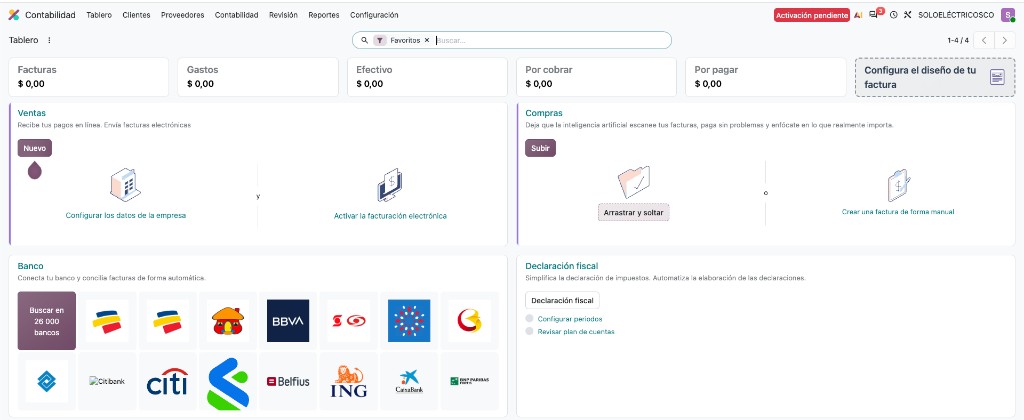 Contabilidad Tablero Clientes Proveedores Contabilidad Revisión Reportes Configuración Activación pendiente AI 3 SOLOELÉCTRICOSCO S
Tablero Favoritos × Buscar... 1-4 / 4
Facturas
$ 0,00
Gastos
$ 0,00
Efectivo
$ 0,00
Por cobrar
$ 0,00
Por pagar
$ 0,00
Configura el diseño de tu
factura
Ventas
Recibe tus pagos en línea. Envía facturas electrónicas
Nuevo
Configurar los datos de la empresa
y
Activar la facturación electrónica
Compras
Deja que la inteligencia artificial escanee tus facturas, paga sin problemas y enfócate en lo que realmente importa.
Subir
Arrastrar y soltar
o
Crear una factura de forma manual
Banco
Conecta tu banco y concilia facturas de forma automática.
Buscar en
26 000
bancos
BBVA
Citibank
citi
Belfius
ING
CaixaBank
BNP PARIBAS
FORTIS
Declaración fiscal
Simplifica la declaración de impuestos. Automatiza la elaboración de las declaraciones.
Declaración fiscal
Configurar periodos
Revisar plan de cuentas